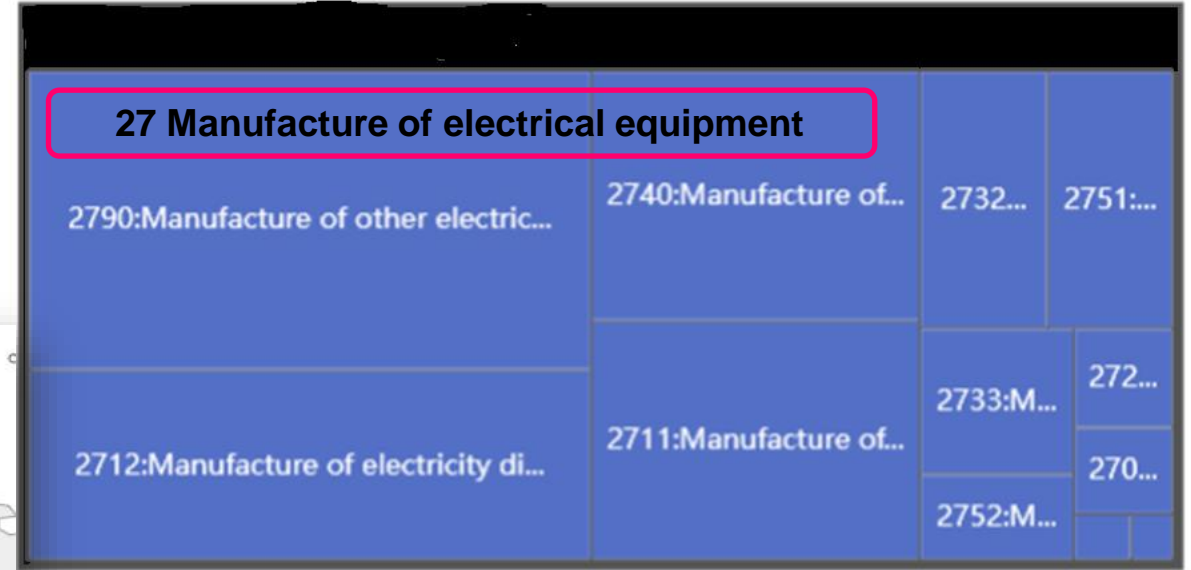 27 Manufacture of electrical equipment
2790:Manufacture of other electric...
2740:Manufacture of...
2732...
2751:...
2712:Manufacture of electricity di...
2711:Manufacture of...
2733:M...
272...
270...
2752:M...